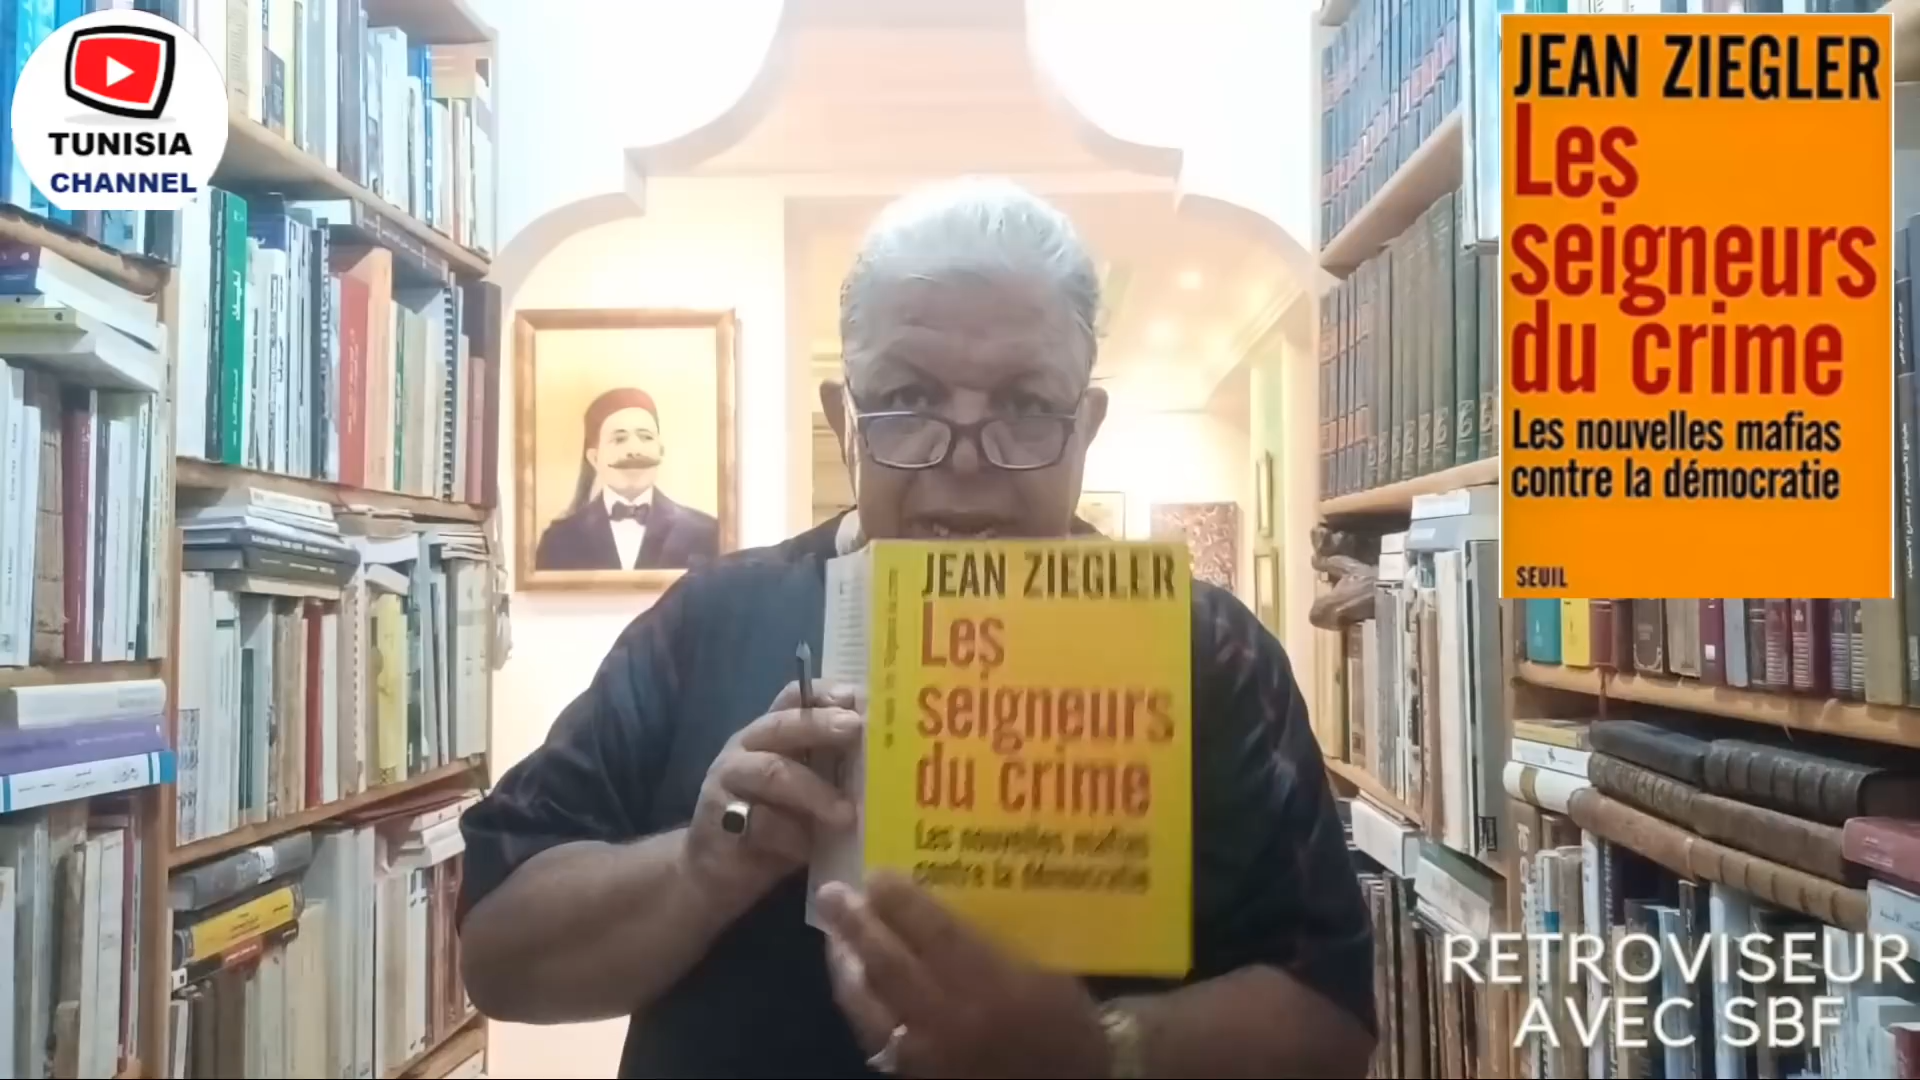 TUNISIA
CHANNEL
JEAN ZIEGLER
Les
seigneurs
du crime
Les nouvelles mafias
contre la démocratie
SEUIL
JEAN ZIEGLER
Les
seigneurs
du crime
Les nouvelles mafias
contre la démocratie
RETROVISEUR
AVEC SBF